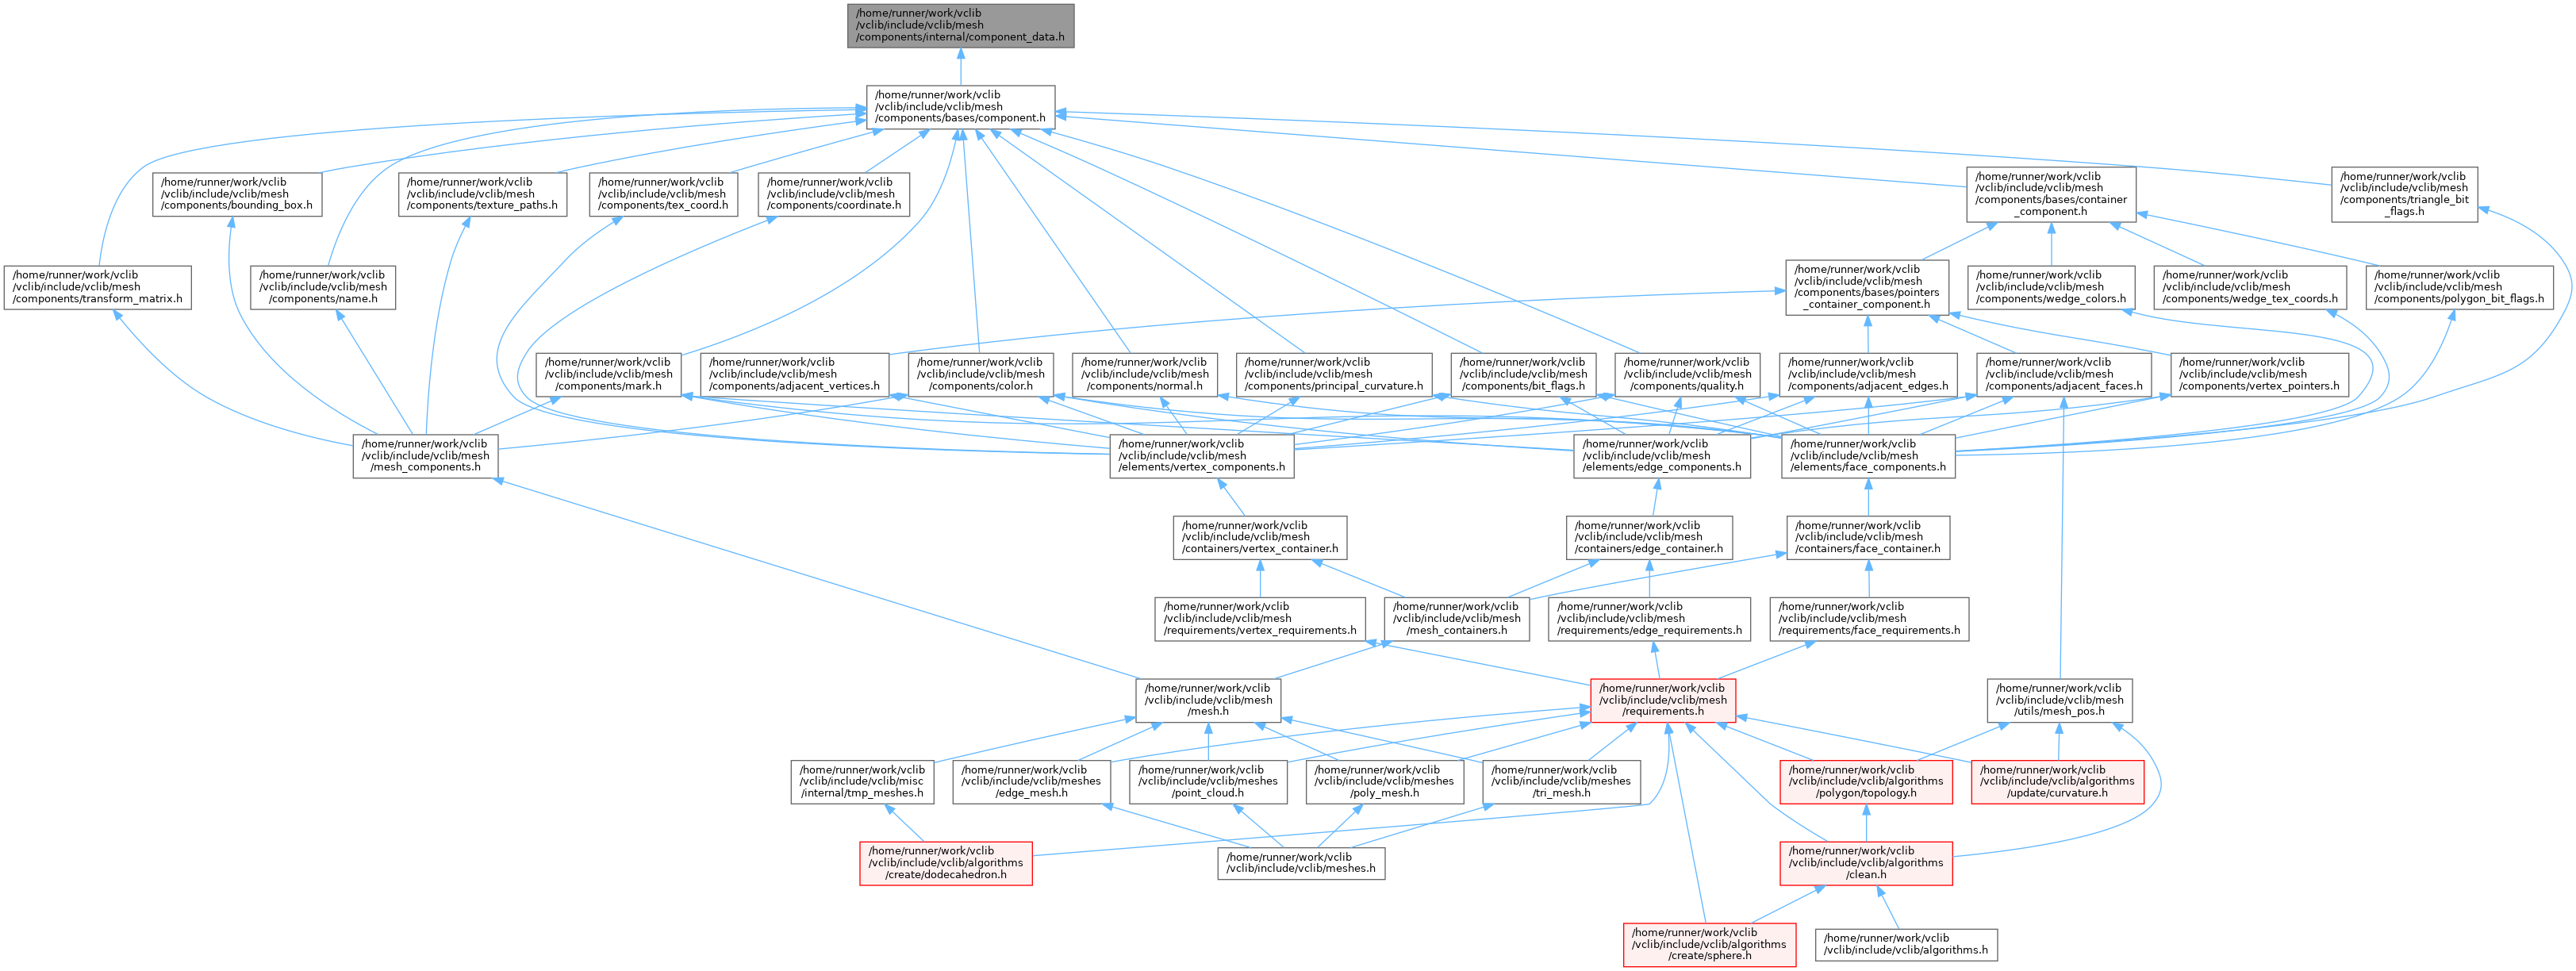 /home/runner/work/vclib
/vclib/include/vclib/mesh
/components/internal/component_data.h
/home/runner/work/vclib
/vclib/include/vclib/mesh
/components/bases/component.h
/home/runner/work/vclib
/vclib/include/vclib/mesh
/components/bounding_box.h
/home/runner/work/vclib
/vclib/include/vclib/mesh
/components/texture_paths.h
/home/runner/work/vclib
/vclib/include/vclib/mesh
/components/tex_coord.h
/home/runner/work/vclib
/vclib/include/vclib/mesh
/components/coordinate.h
/home/runner/work/vclib
/vclib/include/vclib/mesh
/components/bases/container
_component.h
/home/runner/work/vclib
/vclib/include/vclib/mesh
/components/triangle_bit
_flags.h
/home/runner/work/vclib
/vclib/include/vclib/mesh
/components/transform_matrix.h
/home/runner/work/vclib
/vclib/include/vclib/mesh
/components/name.h
/home/runner/work/vclib
/vclib/include/vclib/mesh
/components/bases/pointers
_container_component.h
/home/runner/work/vclib
/vclib/include/vclib/mesh
/components/wedge_colors.h
/home/runner/work/vclib
/vclib/include/vclib/mesh
/components/wedge_tex_coords.h
/home/runner/work/vclib
/vclib/include/vclib/mesh
/components/polygon_bit_flags.h
/home/runner/work/vclib
/vclib/include/vclib/mesh
/components/mark.h
/home/runner/work/vclib
/vclib/include/vclib/mesh
/components/adjacent_vertices.h
/home/runner/work/vclib
/vclib/include/vclib/mesh
/components/color.h
/home/runner/work/vclib
/vclib/include/vclib/mesh
/components/normal.h
/home/runner/work/vclib
/vclib/include/vclib/mesh
/components/principal_curvature.h
/home/runner/work/vclib
/vclib/include/vclib/mesh
/components/bit_flags.h
/home/runner/work/vclib
/vclib/include/vclib/mesh
/components/quality.h
/home/runner/work/vclib
/vclib/include/vclib/mesh
/components/adjacent_edges.h
/home/runner/work/vclib
/vclib/include/vclib/mesh
/components/adjacent_faces.h
/home/runner/work/vclib
/vclib/include/vclib/mesh
/components/vertex_pointers.h
/home/runner/work/vclib
/vclib/include/vclib/mesh
/mesh_components.h
/home/runner/work/vclib
/vclib/include/vclib/mesh
/elements/vertex_components.h
/home/runner/work/vclib
/vclib/include/vclib/mesh
/elements/edge_components.h
/home/runner/work/vclib
/vclib/include/vclib/mesh
/elements/face_components.h
/home/runner/work/vclib
/vclib/include/vclib/mesh
/containers/vertex_container.h
/home/runner/work/vclib
/vclib/include/vclib/mesh
/containers/edge_container.h
/home/runner/work/vclib
/vclib/include/vclib/mesh
/containers/face_container.h
/home/runner/work/vclib
/vclib/include/vclib/mesh
/requirements/vertex_requirements.h
/home/runner/work/vclib
/vclib/include/vclib/mesh
/mesh_containers.h
/home/runner/work/vclib
/vclib/include/vclib/mesh
/requirements/edge_requirements.h
/home/runner/work/vclib
/vclib/include/vclib/mesh
/requirements/face_requirements.h
/home/runner/work/vclib
/vclib/include/vclib/mesh
/mesh.h
/home/runner/work/vclib
/vclib/include/vclib/mesh
/requirements.h
/home/runner/work/vclib
/vclib/include/vclib/mesh
/utils/mesh_pos.h
/home/runner/work/vclib
/vclib/include/vclib/misc
/internal/tmp_meshes.h
/home/runner/work/vclib
/vclib/include/vclib/meshes
/edge_mesh.h
/home/runner/work/vclib
/vclib/include/vclib/meshes
/point_cloud.h
/home/runner/work/vclib
/vclib/include/vclib/meshes
/poly_mesh.h
/home/runner/work/vclib
/vclib/include/vclib/meshes
/tri_mesh.h
/home/runner/work/vclib
/vclib/include/vclib/algorithms
/polygon/topology.h
/home/runner/work/vclib
/vclib/include/vclib/algorithms
/update/curvature.h
/home/runner/work/vclib
/vclib/include/vclib/algorithms
/create/dodecahedron.h
/home/runner/work/vclib
/vclib/include/vclib/meshes.h
/home/runner/work/vclib
/vclib/include/vclib/algorithms
/clean.h
/home/runner/work/vclib
/vclib/include/vclib/algorithms
/create/sphere.h
/home/runner/work/vclib
/vclib/include/vclib/algorithms.h